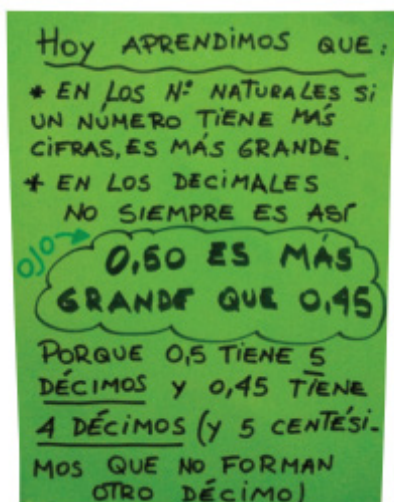 HOY APRENDIMOS QUE:
* EN LOS Nº NATURALES SI
UN NÚMERO TIENE MÁS
CIFRAS, ES MÁS GRANDE.
* EN LOS DECIMALES
NO SIEMPRE ES ASÍ
OJO
0,50 ES MÁS
GRANDE QUE 0,45
PORQUE 0,5 TIENE 5
DÉCIMOS Y 0,45 TIENE
4 DÉCIMOS (Y 5 CENTÉSI-
MOS QUE NO FORMAN
OTRO DÉCIMO)